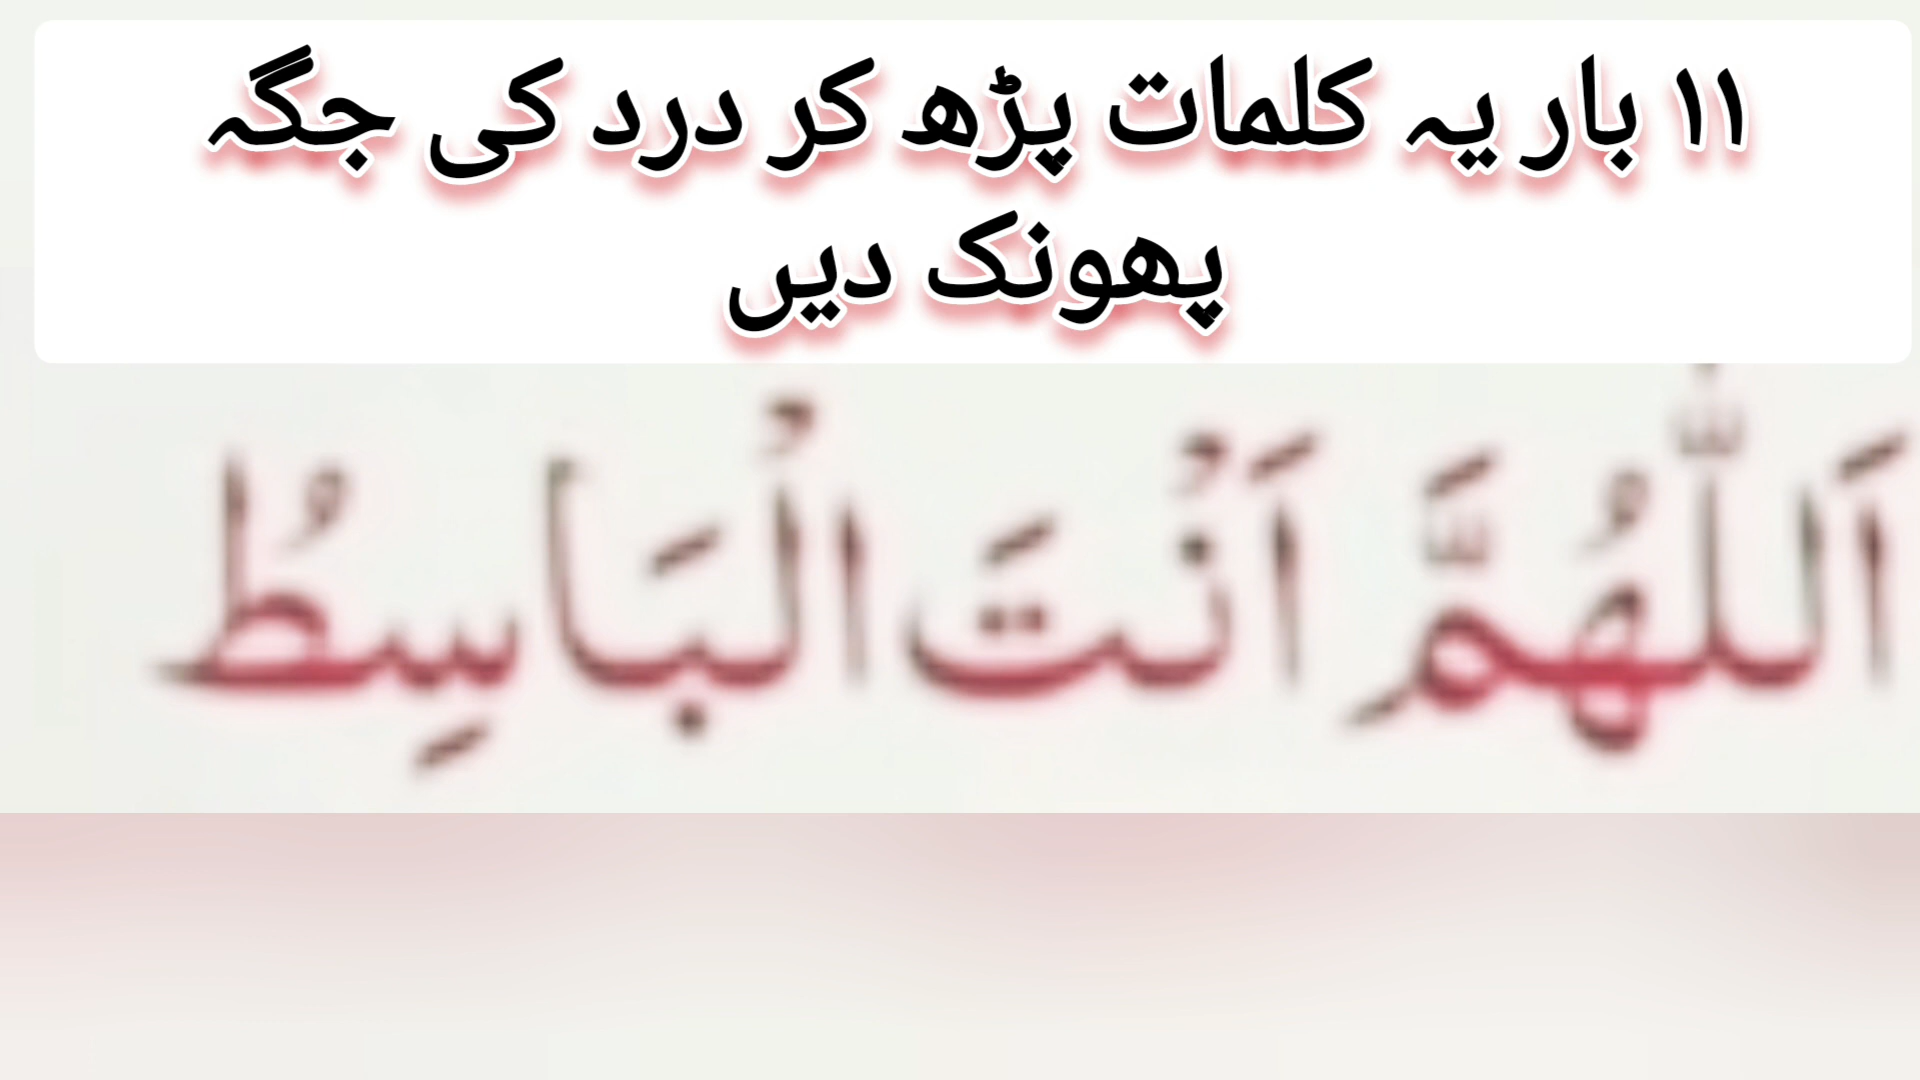 ۱۱ بار یہ کلمات پڑھ کر درد کی جگہ
پھونک دیں
اَللّٰهُمَّ اَنْتَ الْبَاسِطُ